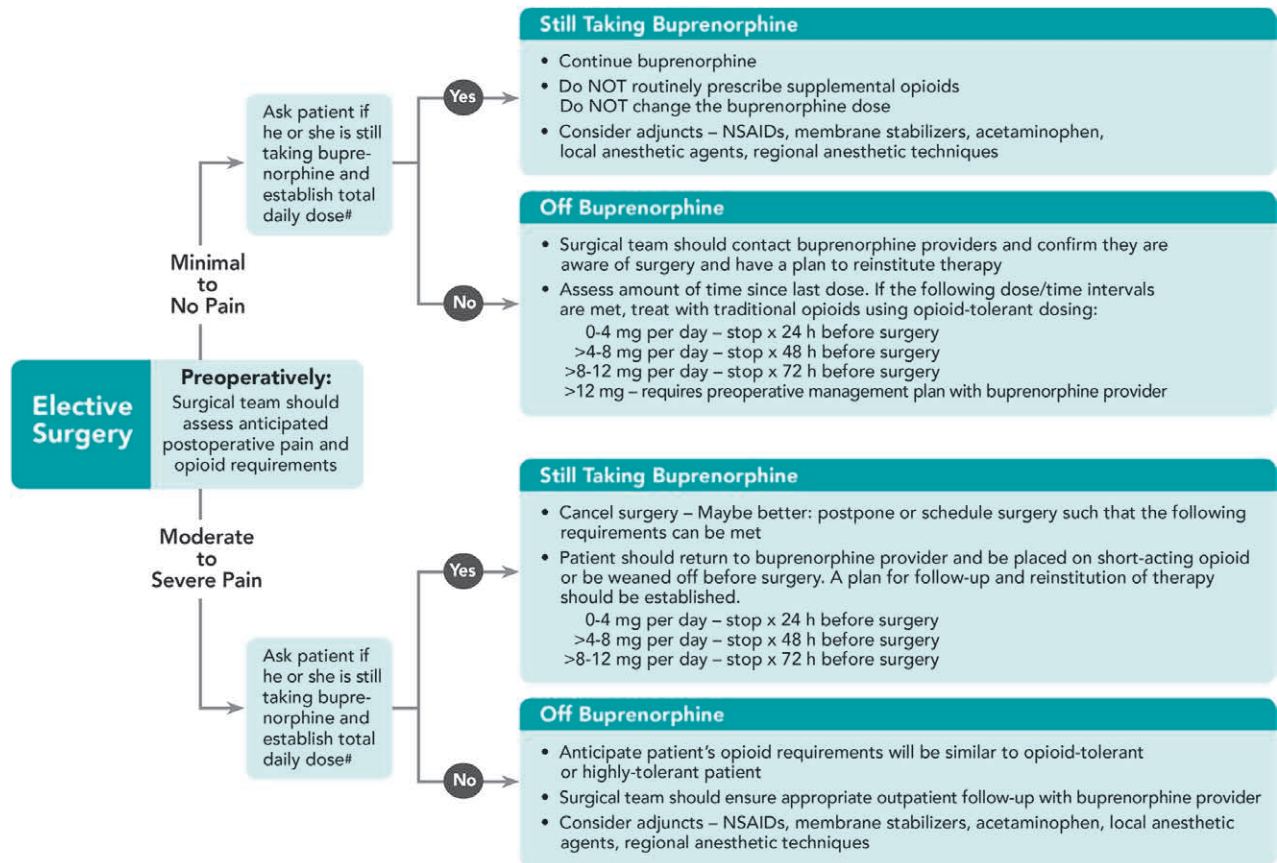 Elective
Surgery
Preoperatively:
Surgical team should
assess anticipated
postoperative pain and
opioid requirements
Minimal
to
No Pain
Ask patient if
he or she is still
taking bupre-
norphine and
establish total
daily dose#
Yes
Still Taking Buprenorphine
• Continue buprenorphine
• Do NOT routinely prescribe supplemental opioids
Do NOT change the buprenorphine dose
• Consider adjuncts – NSAIDs, membrane stabilizers, acetaminophen,
local anesthetic agents, regional anesthetic techniques
No
Off Buprenorphine
• Surgical team should contact buprenorphine providers and confirm they are
aware of surgery and have a plan to reinstitute therapy
• Assess amount of time since last dose. If the following dose/time intervals
are met, treat with traditional opioids using opioid-tolerant dosing:
0-4 mg per day – stop x 24 h before surgery
>4-8 mg per day – stop x 48 h before surgery
>8-12 mg per day – stop x 72 h before surgery
>12 mg – requires preoperative management plan with buprenorphine provider
Moderate
to
Severe Pain
Ask patient if
he or she is still
taking bupre-
norphine and
establish total
daily dose#
Yes
Still Taking Buprenorphine
• Cancel surgery – Maybe better: postpone or schedule surgery such that the following
requirements can be met
• Patient should return to buprenorphine provider and be placed on short-acting opioid
or be weaned off before surgery. A plan for follow-up and reinstitution of therapy
should be established.
0-4 mg per day – stop x 24 h before surgery
>4-8 mg per day – stop x 48 h before surgery
>8-12 mg per day – stop x 72 h before surgery
No
Off Buprenorphine
• Anticipate patient's opioid requirements will be similar to opioid-tolerant
or highly-tolerant patient
• Surgical team should ensure appropriate outpatient follow-up with buprenorphine provider
• Consider adjuncts – NSAIDs, membrane stabilizers, acetaminophen, local anesthetic
agents, regional anesthetic techniques